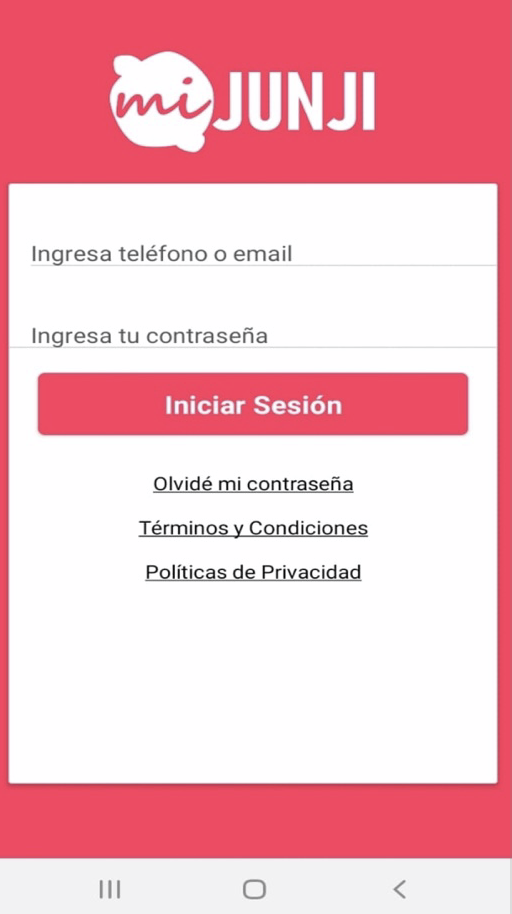 mi JUNJI
Ingresa teléfono o email
Ingresa tu contraseña
Iniciar Sesión
Olvidé mi contraseña
Términos y Condiciones
Políticas de Privacidad